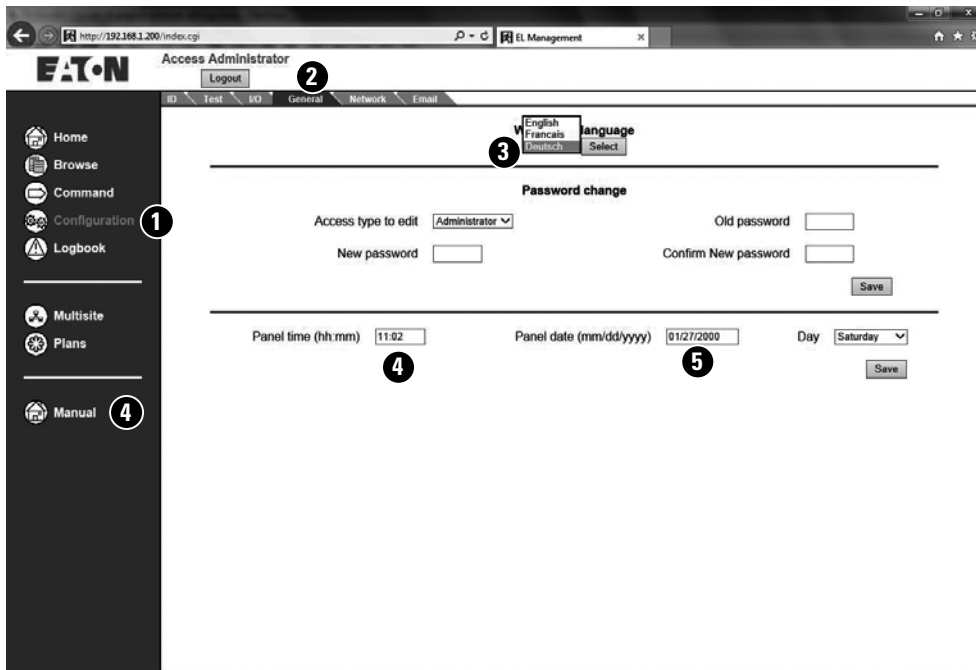 http://192.168.1.200/index.cgi
EL Management
EATON
Access Administrator
Logout
2
ID Test I/O General Network Email
Home
Browse
Command
Configuration 1
Logbook
Multisite
Plans
Manual 4
English
Francais
Deutsch
language
3
Select
Password change
Access type to edit Administrator Old password
New password Confirm New password
Save
Panel time (hh:mm) 11:02 Panel date (mm/dd/yyyy) 01/27/2000 Day Saturday
4 5
Save